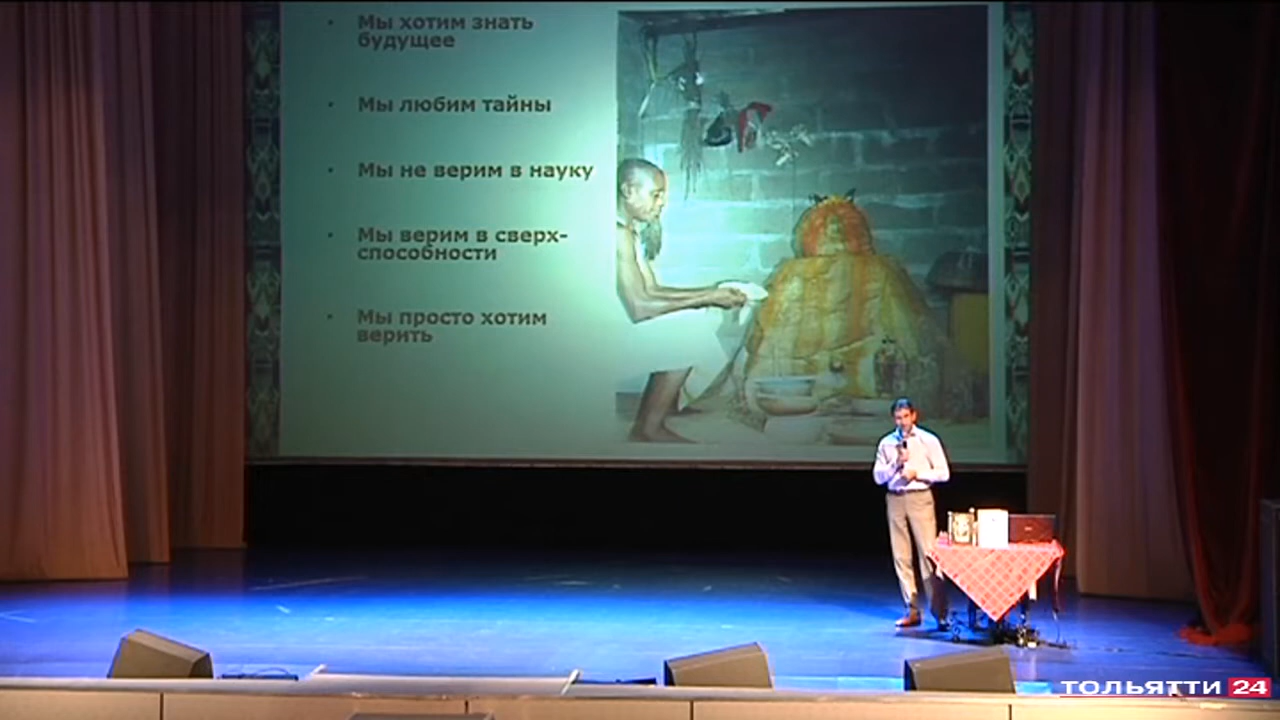 • Мы хотим знать
будущее
• Мы любим тайны
• Мы не верим в науку
• Мы верим в сверх-
способности
• Мы просто хотим
верить
ТОЛЬЯТТИ 24